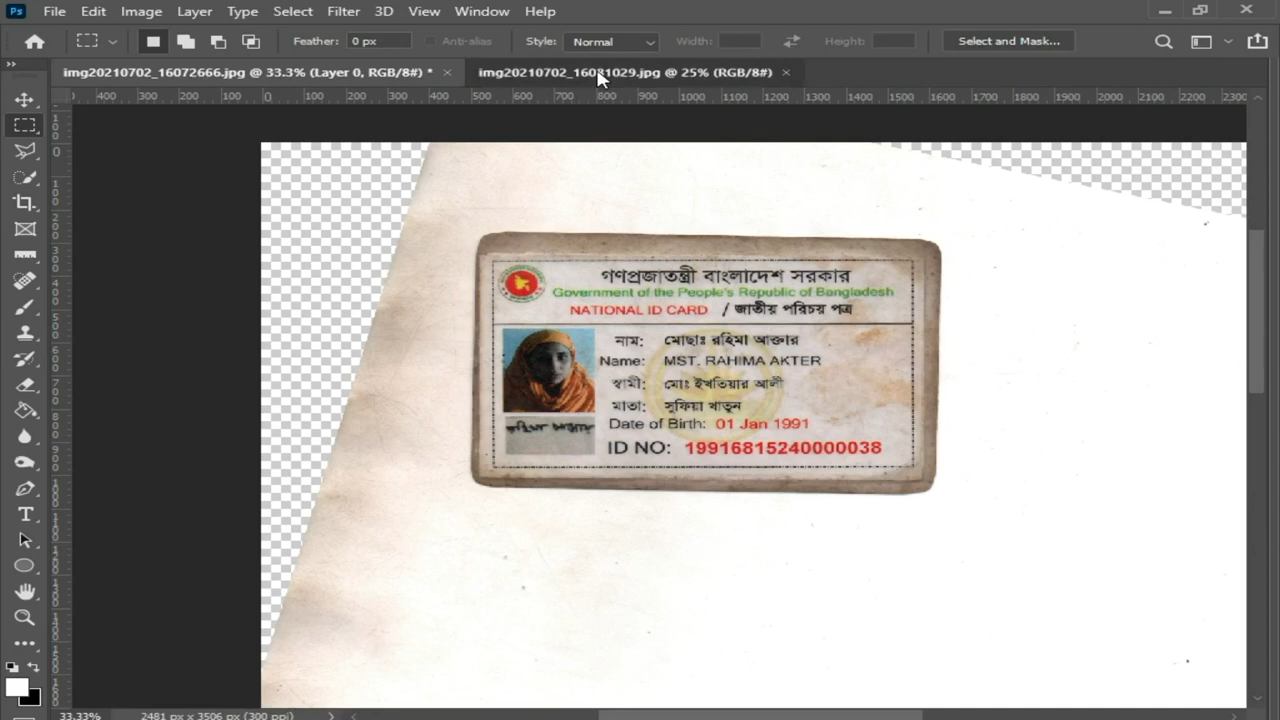 Ps File Edit Image Layer Type Select Filter 3D View Window Help
Feather: 0 px Anti-alias Style: Normal Width: Height: Select and Mask...
img20210702_16072666.jpg @ 33.3% (Layer 0, RGB/8#) * × img20210702_16081029.jpg @ 25% (RGB/8#) ×
400 300 200 100 0 100 200 300 400 500 600 700 800 900 1000 1100 1200 1300 1400 1500 1600 1700 1800 1900 2000 2100 2200 2300
গণপ্রজাতন্ত্রী বাংলাদেশ সরকার
Government of the People's Republic of Bangladesh
NATIONAL ID CARD / জাতীয় পরিচয় পত্র
নাম: মোছাঃ রহিমা আক্তার
Name: MST. RAHIMA AKTER
স্বামী: মোঃ ইখতিয়ার আলী
মাতা: সুফিয়া খাতুন
Date of Birth: 01 Jan 1991
ID NO: 19916815240000038
33.33% 2481 px x 3506 px (300 ppi)